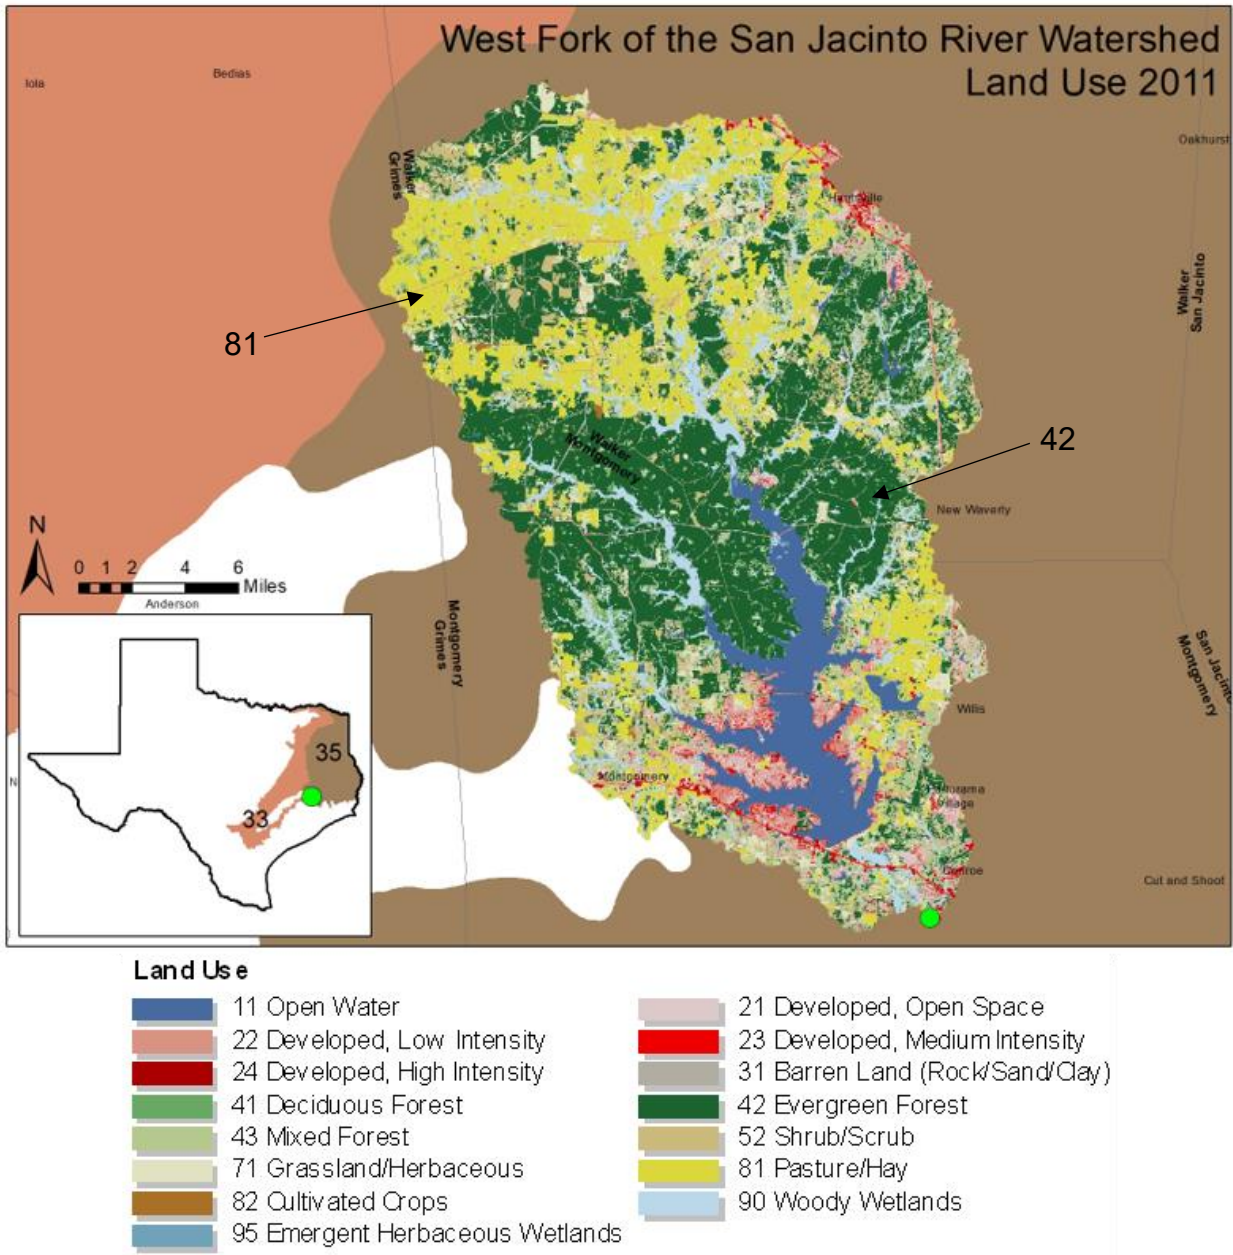 West Fork of the San Jacinto River Watershed
Land Use 2011
Iola
Bedias
Oakhurst
Walker
Grimes
Huntsville
Walker
San Jacinto
81
42
Walker
Montgomery
New Waverly
N
0 1 2 4 6
Miles
Anderson
Montgomery
Grimes
San Jacinto
Montgomery
Willis
35
33
N
Montgomery
Panorama
Village
Conroe
Cut and Shoot
Land Use
11 Open Water
21 Developed, Open Space
22 Developed, Low Intensity
23 Developed, Medium Intensity
24 Developed, High Intensity
31 Barren Land (Rock/Sand/Clay)
41 Deciduous Forest
42 Evergreen Forest
43 Mixed Forest
52 Shrub/Scrub
71 Grassland/Herbaceous
81 Pasture/Hay
82 Cultivated Crops
90 Woody Wetlands
95 Emergent Herbaceous Wetlands